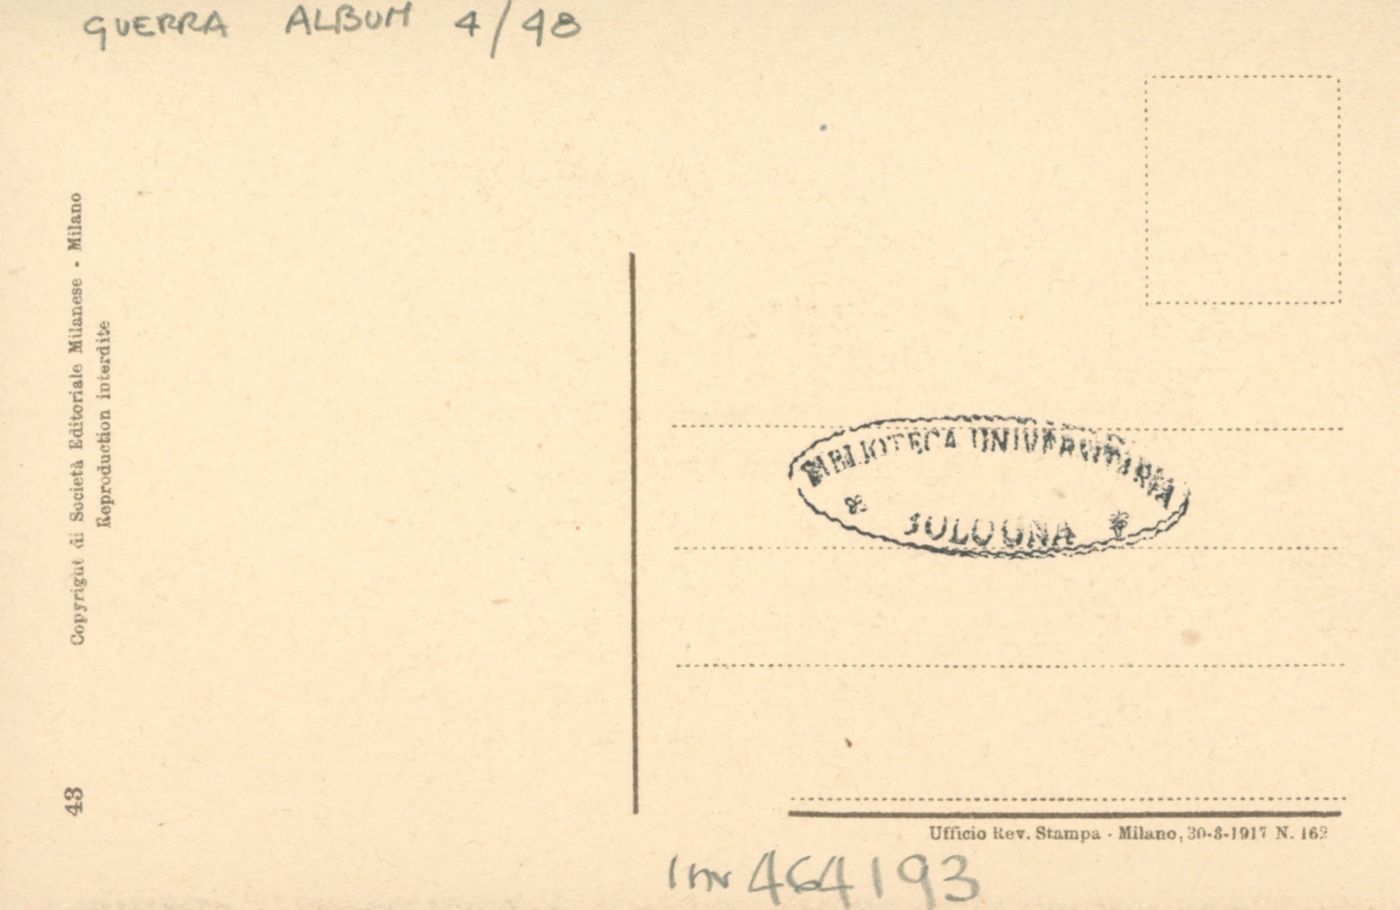 GUERRA ALBUM 4/48
Copyright di Società Editoriale Milanese - Milano
Reproduction interdite
43
BIBLIOTECA UNIVERSITARIA
BOLOGNA
Ufficio Rev. Stampa - Milano, 30-3-1917 N. 162
Inv 464193